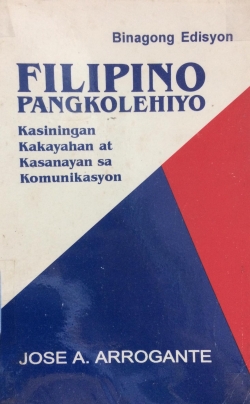 Binagong Edisyon
FILIPINO
PANGKOLEHIYO
Kasiningan
Kakayahan at
Kasanayan sa
Komunikasyon
JOSE A. ARROGANTE